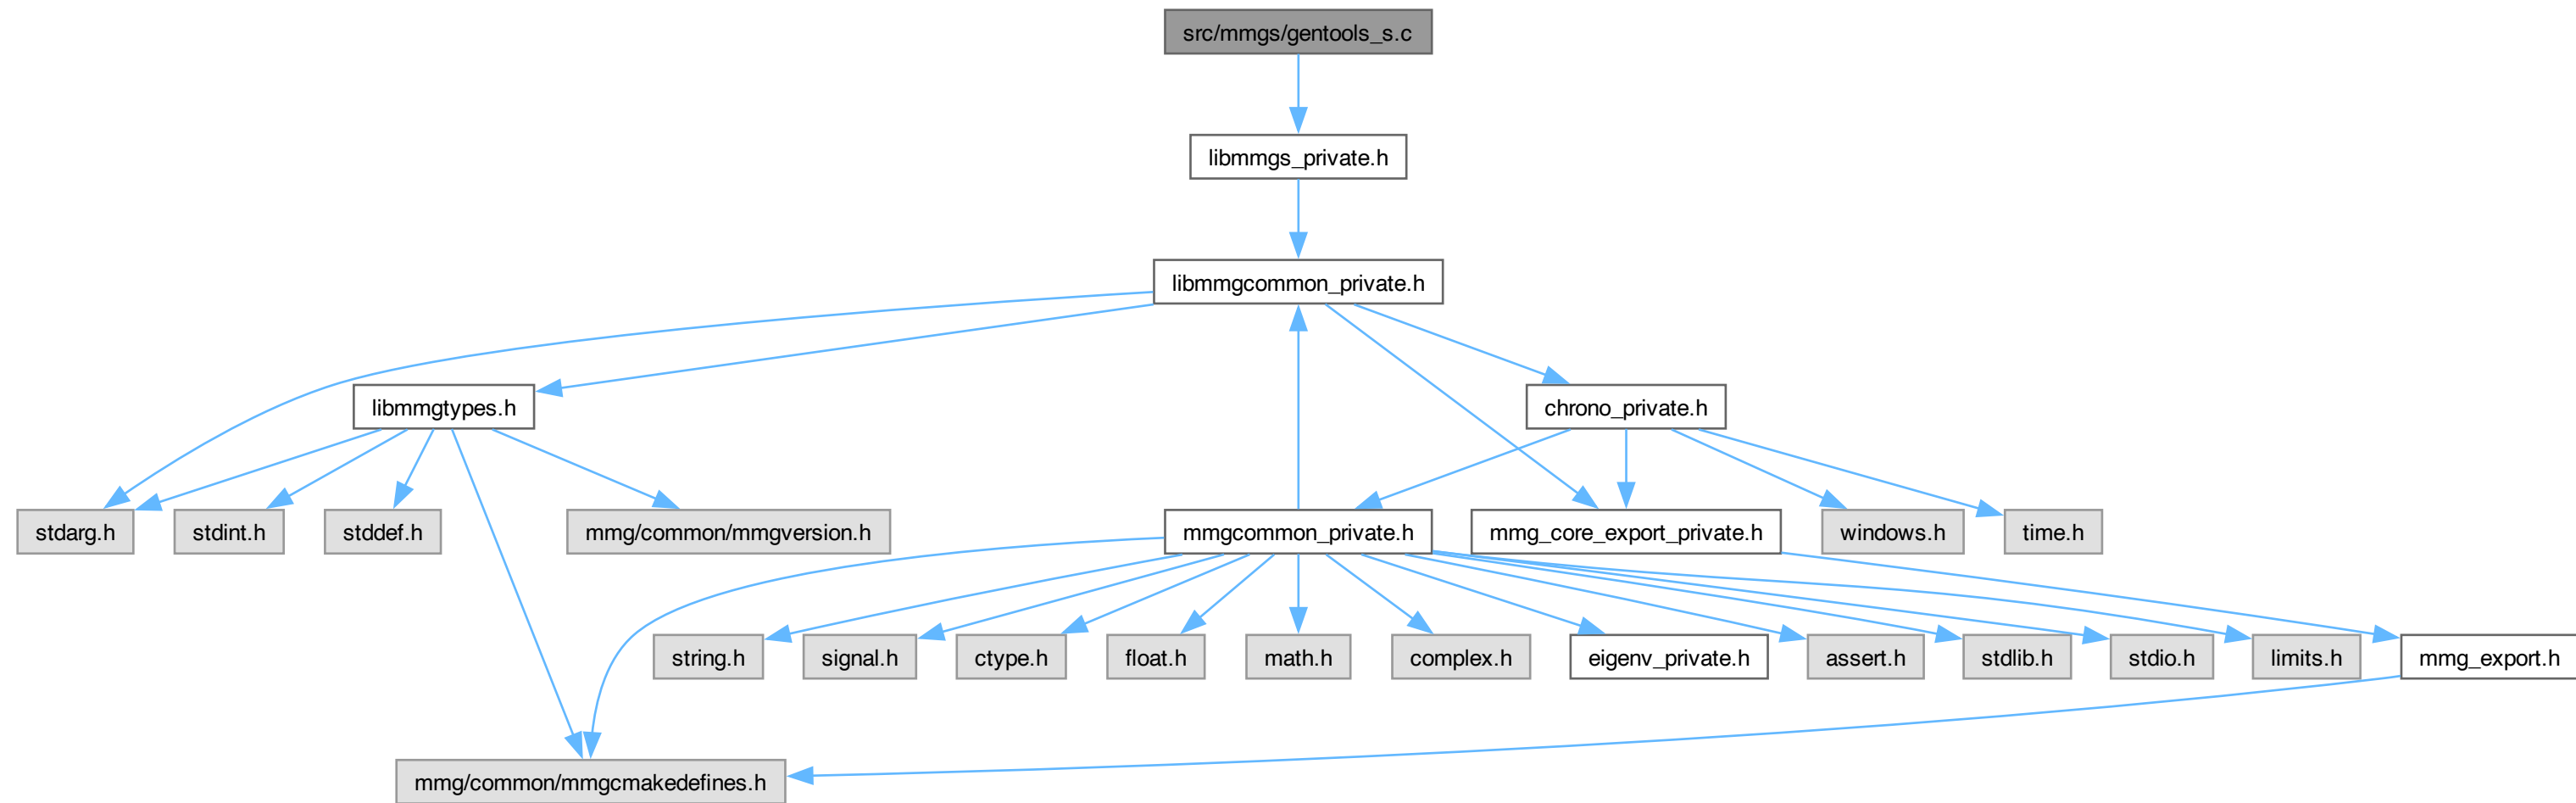 src/mmgs/gentools_s.c
libmmgs_private.h
libmmgcommon_private.h
libmmgtypes.h
chrono_private.h
stdarg.h
stdint.h
stddef.h
mmg/common/mmgversion.h
mmgcommon_private.h
mmg_core_export_private.h
windows.h
time.h
string.h
signal.h
ctype.h
float.h
math.h
complex.h
eigenv_private.h
assert.h
stdlib.h
stdio.h
limits.h
mmg_export.h
mmg/common/mmgcmakedefines.h